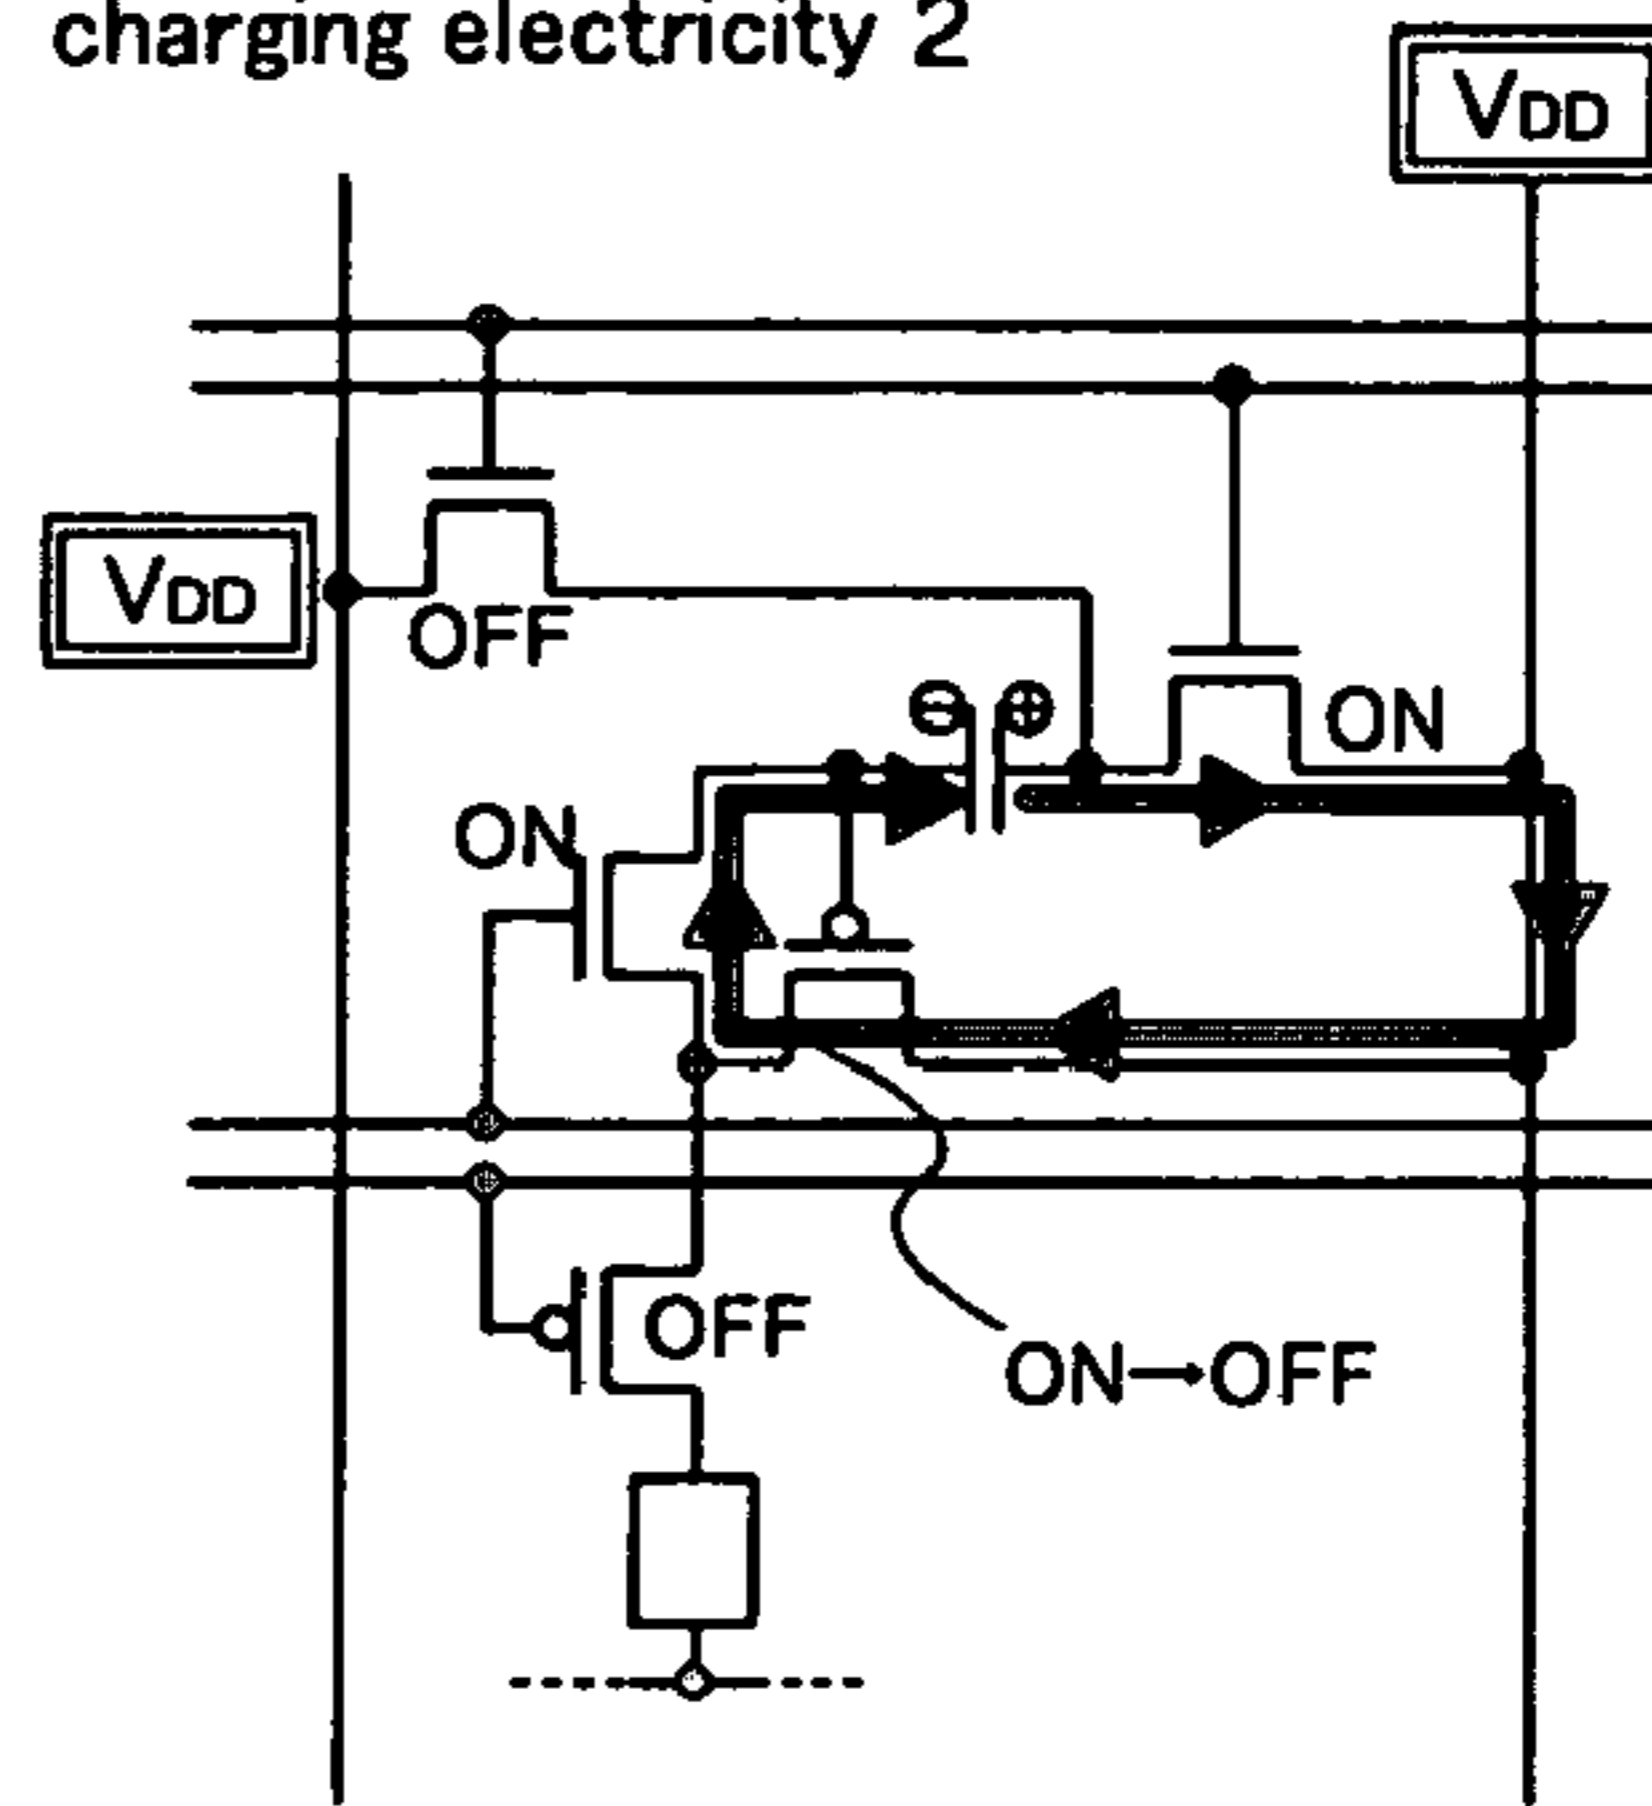 charging electricity 2
VDD
VDD
OFF
⊖ ⊕
ON
ON
OFF
ON→OFF